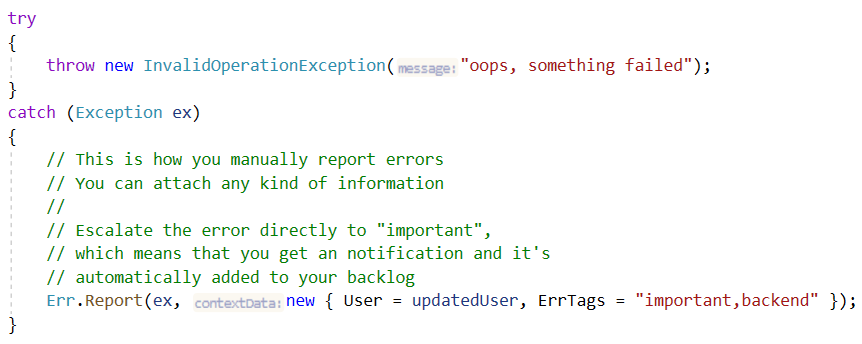 try
{
throw new InvalidOperationException(message: "oops, something failed");
}
catch (Exception ex)
{
// This is how you manually report errors
// You can attach any kind of information
//
// Escalate the error directly to "important",
// which means that you get an notification and it's
// automatically added to your backlog
Err.Report(ex, contextData: new { User = updatedUser, ErrTags = "important,backend" });
}